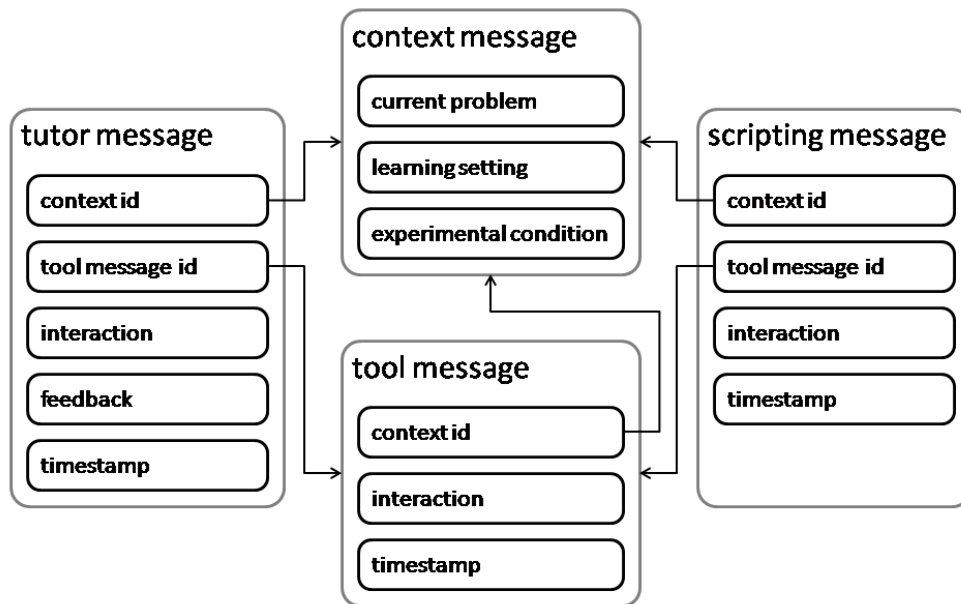 context message
current problem
learning setting
experimental condition
tutor message
context id
tool message id
interaction
feedback
timestamp
scripting message
context id
tool message id
interaction
timestamp
tool message
context id
interaction
timestamp